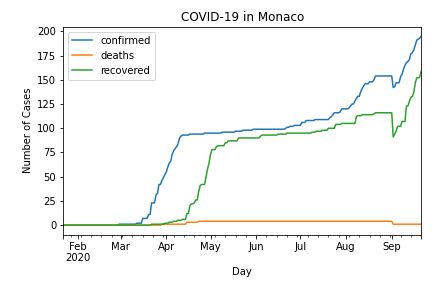 COVID-19 in Monaco
confirmed
deaths
recovered
Number of Cases
200
175
150
125
100
75
50
25
0
Feb Mar Apr May Jun Jul Aug Sep
2020
Day